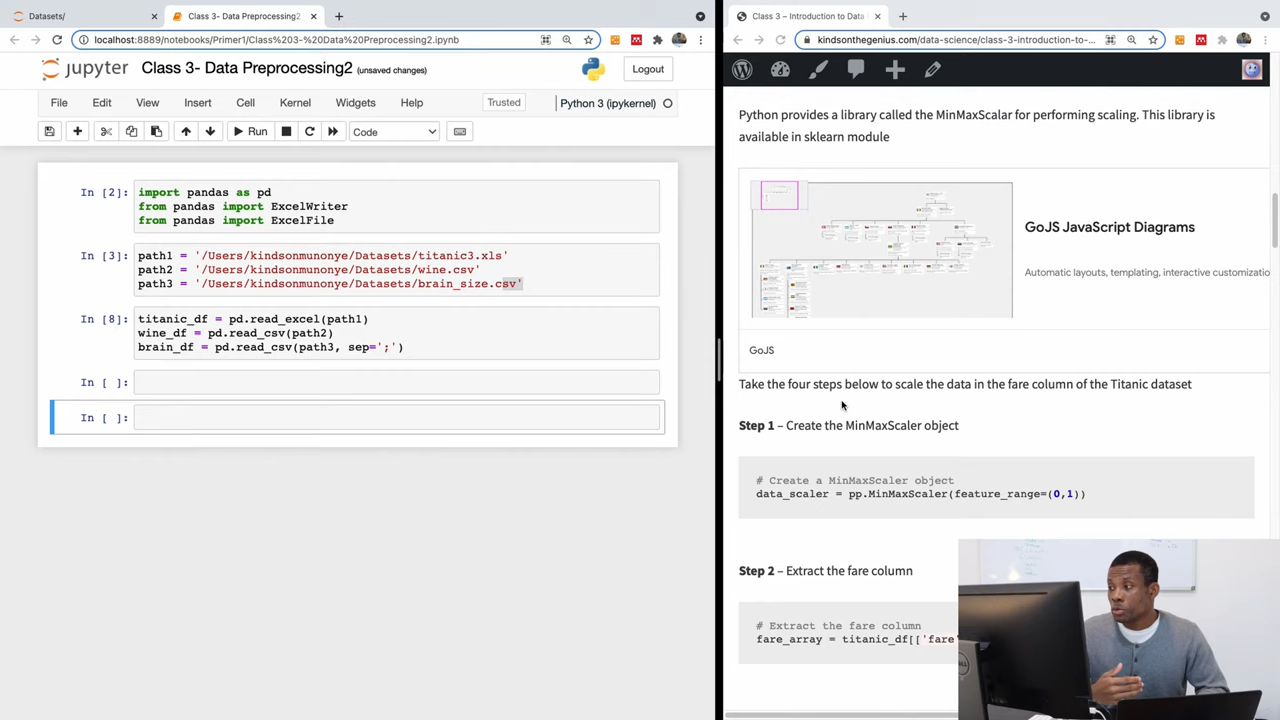 Datasets/
Class 3- Data Preprocessing2
localhost:8889/notebooks/Primer1/Class%203-%20Data%20Preprocessing2.ipynb
jupyter
Class 3- Data Preprocessing2 (unsaved changes)
Logout
File Edit View Insert Cell Kernel Widgets Help
Trusted
Python 3 (ipykernel)
Run
Code
In [2]:
import pandas as pd
from pandas import ExcelWriter
from pandas import ExcelFile
In [3]:
path1 = '/Users/kindsonmunonye/Datasets/titanic3.xls'
path2 = '/Users/kindsonmunonye/Datasets/wine.csv'
path3 = '/Users/kindsonmunonye/Datasets/brain_size.csv'
In [8]:
titanic_df = pd.read_excel(path1)
wine_df = pd.read_csv(path2)
brain_df = pd.read_csv(path3, sep=';')
In [ ]:
In [ ]:
Class 3 – Introduction to Data
kindsonthegenius.com/data-science/class-3-introduction-to-...
Python provides a library called the MinMaxScalar for performing scaling. This library is
available in sklearn module
GoJS JavaScript Diagrams
Automatic layouts, templating, interactive customizatio
GoJS
Take the four steps below to scale the data in the fare column of the Titanic dataset
Step 1 – Create the MinMaxScaler object
# Create a MinMaxScaler object
data_scaler = pp.MinMaxScaler(feature_range=(0,1))
Step 2 – Extract the fare column
# Extract the fare column
fare_array = titanic_df[['fare'
DELL